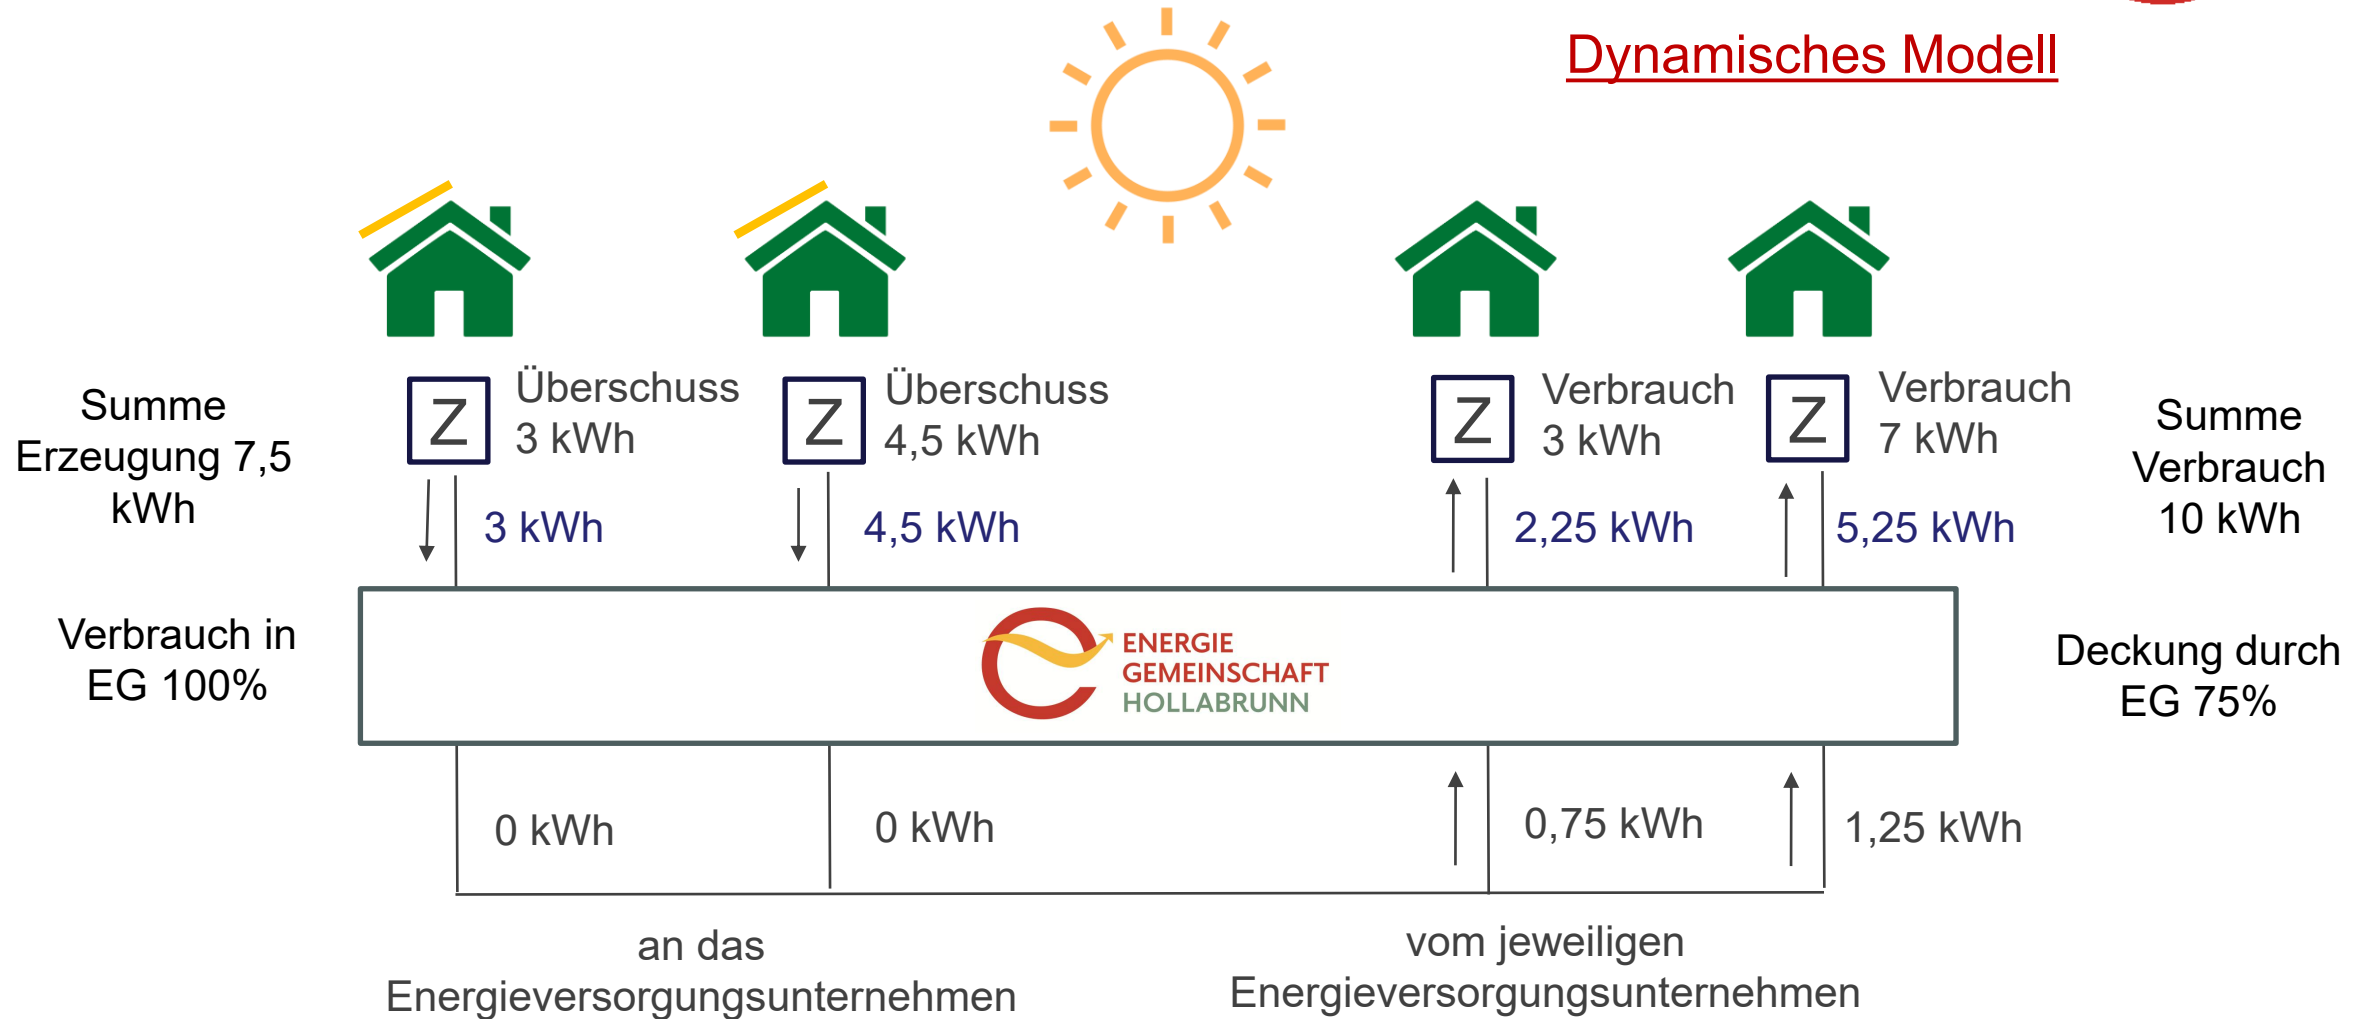 Dynamisches Modell
Summe
Erzeugung 7,5
kWh
Z
Überschuss
3 kWh
Z
Überschuss
4,5 kWh
Z
Verbrauch
3 kWh
Z
Verbrauch
7 kWh
Summe
Verbrauch
10 kWh
3 kWh
4,5 kWh
2,25 kWh
5,25 kWh
Verbrauch in
EG 100%
ENERGIE
GEMEINSCHAFT
HOLLABRUNN
Deckung durch
EG 75%
0 kWh
0 kWh
0,75 kWh
1,25 kWh
an das
Energieversorgungsunternehmen
vom jeweiligen
Energieversorgungsunternehmen